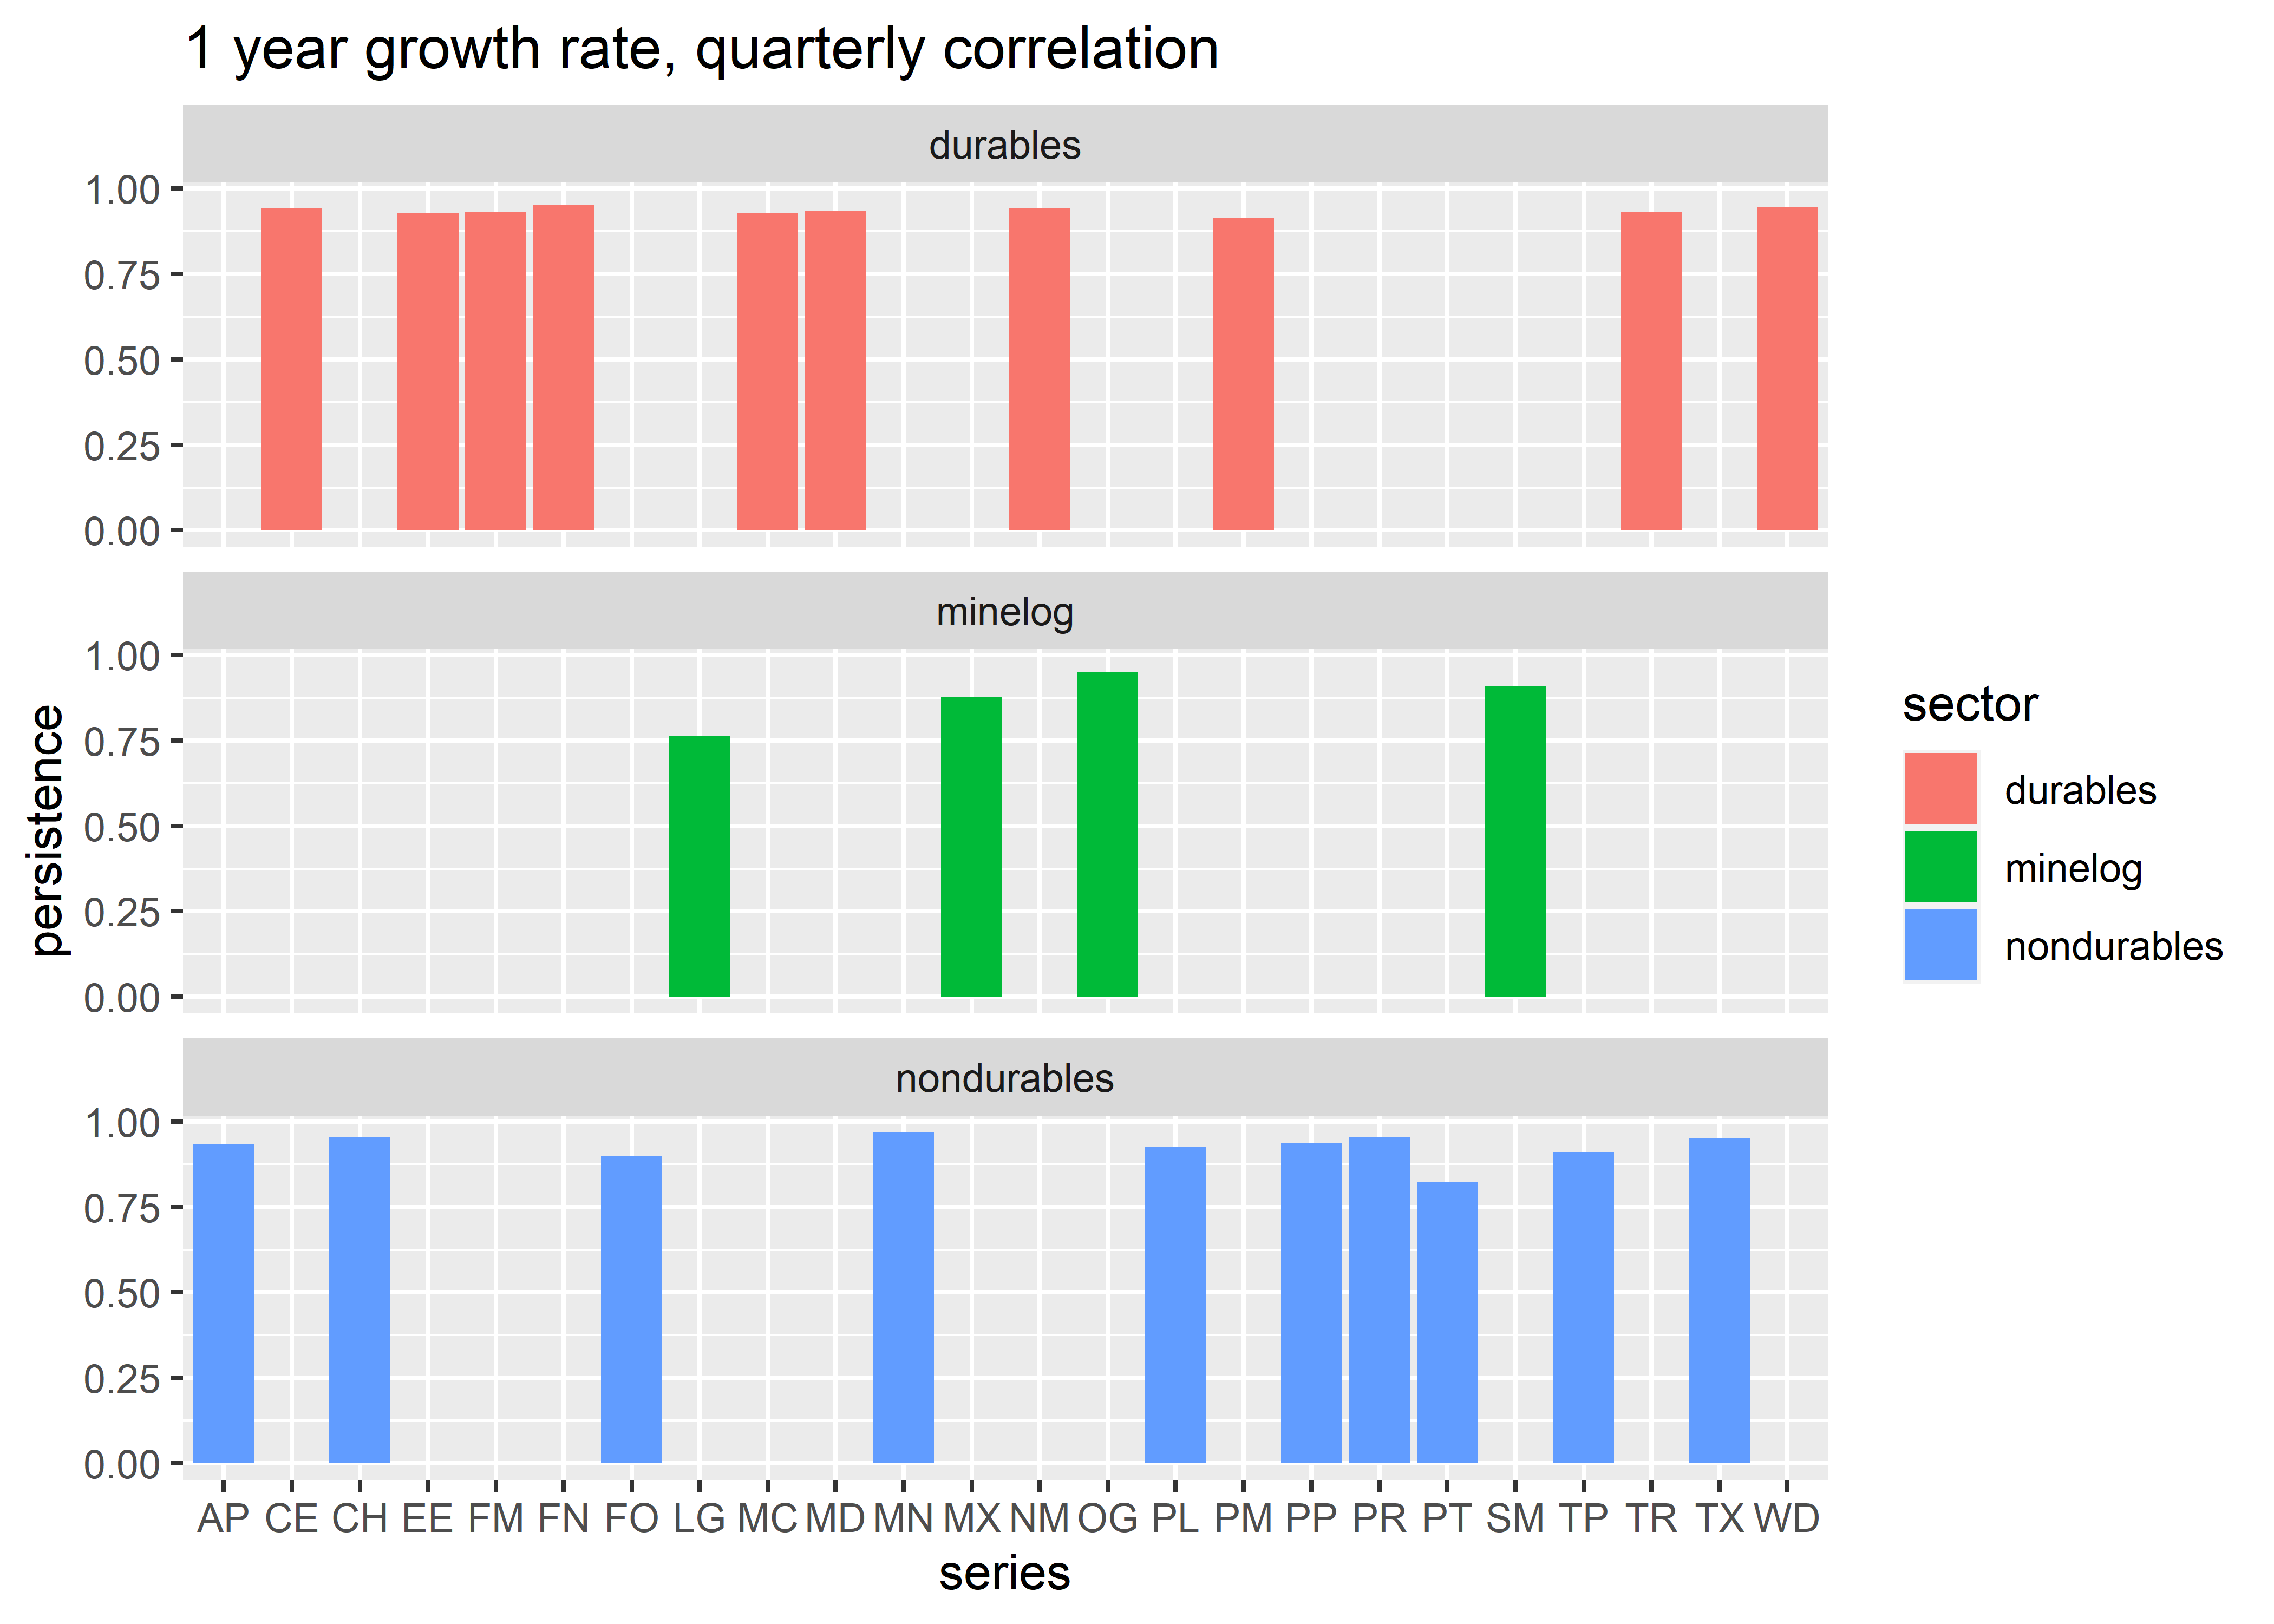 1 year growth rate, quarterly correlation
durables
1.00
0.75
0.50
0.25
0.00
minelog
1.00
0.75
0.50
0.25
0.00
nondurables
1.00
0.75
0.50
0.25
0.00
AP CE CH EE FM FN FO LG MC MD MN MX NM OG PL PM PP PR PT SM TP TR TX WD
series
persistence
sector
durables
minelog
nondurables